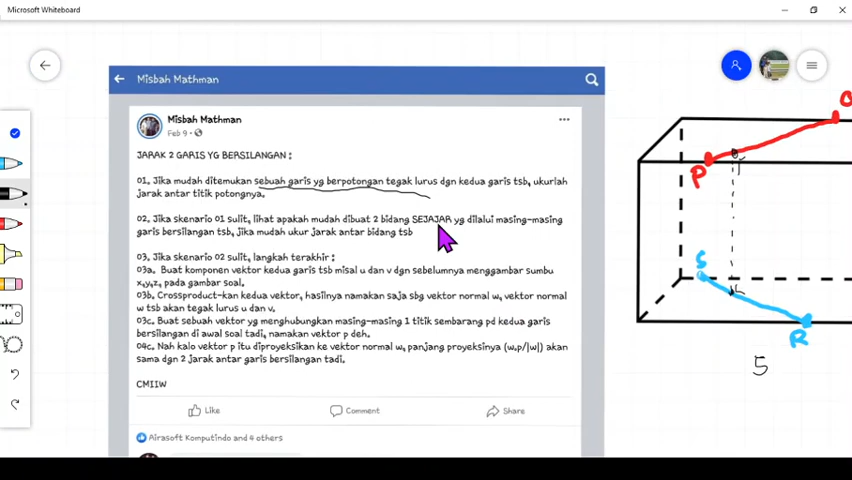 Microsoft Whiteboard
Misbah Mathman
Misbah Mathman
Feb 9
JARAK 2 GARIS YG BERSILANGAN :
01. Jika mudah ditemukan sebuah garis yg berpotongan tegak lurus dgn kedua garis tsb, ukurlah
jarak antar titik potongnya.
02. Jika skenario 01 sulit, lihat apakah mudah dibuat 2 bidang SEJAJAR yg dilalui masing-masing
garis bersilangan tsb, jika mudah ukur jarak antar bidang tsb
03. Jika skenario 02 sulit, langkah terakhir :
03a. Buat komponen vektor kedua garis tsb misal u dan v dgn sebelumnya menggambar sumbu
x,y,z, pada gambar soal.
03b. Crossproduct-kan kedua vektor, hasilnya namakan saja sbg vektor normal w, vektor normal
w tsb akan tegak lurus u dan v.
03c. Buat sebuah vektor yg menghubungkan masing-masing 1 titik sembarang pd kedua garis
bersilangan di awal soal tadi, namakan vektor p deh.
04c. Nah kalo vektor p itu diproyeksikan ke vektor normal w, panjang proyeksinya (w.p/|w|) akan
sama dgn 2 jarak antar garis bersilangan tadi.
CMIIW
Like Comment Share
Airasoft Komputindo and 4 others
P
S
R
5